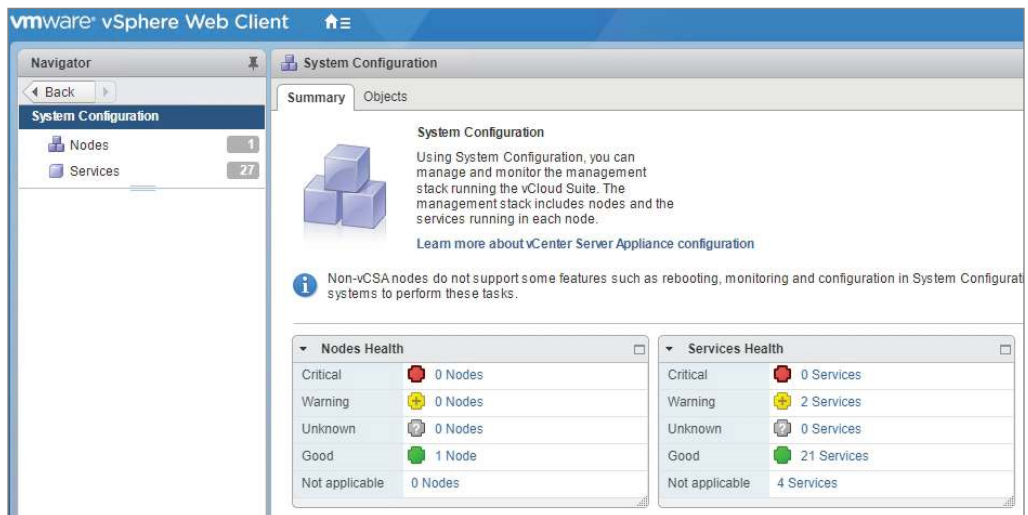 vmware® vSphere Web Client
Navigator
Back
System Configuration
Nodes 1
Services 27
System Configuration
Summary Objects
System Configuration
Using System Configuration, you can
manage and monitor the management
stack running the vCloud Suite. The
management stack includes nodes and the
services running in each node.
Learn more about vCenter Server Appliance configuration
Non-vCSA nodes do not support some features such as rebooting, monitoring and configuration in System Configurati
systems to perform these tasks.
Nodes Health
Critical 0 Nodes
Warning 0 Nodes
Unknown 0 Nodes
Good 1 Node
Not applicable 0 Nodes
Services Health
Critical 0 Services
Warning 2 Services
Unknown 0 Services
Good 21 Services
Not applicable 4 Services